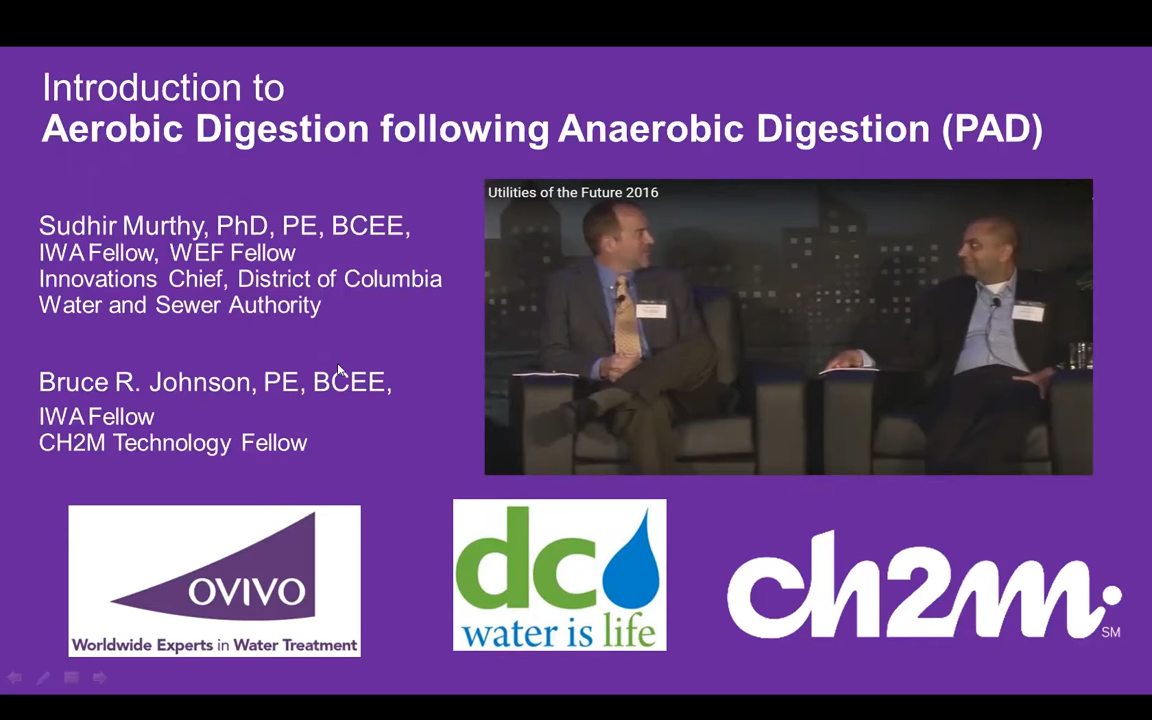 Introduction to
Aerobic Digestion following Anaerobic Digestion (PAD)
Sudhir Murthy, PhD, PE, BCEE,
IWA Fellow, WEF Fellow
Innovations Chief, District of Columbia
Water and Sewer Authority
Bruce R. Johnson, PE, BCEE,
IWA Fellow
CH2M Technology Fellow
Utilities of the Future 2016
OVIVO
Worldwide Experts in Water Treatment
dc
water is life
ch2m.
SM